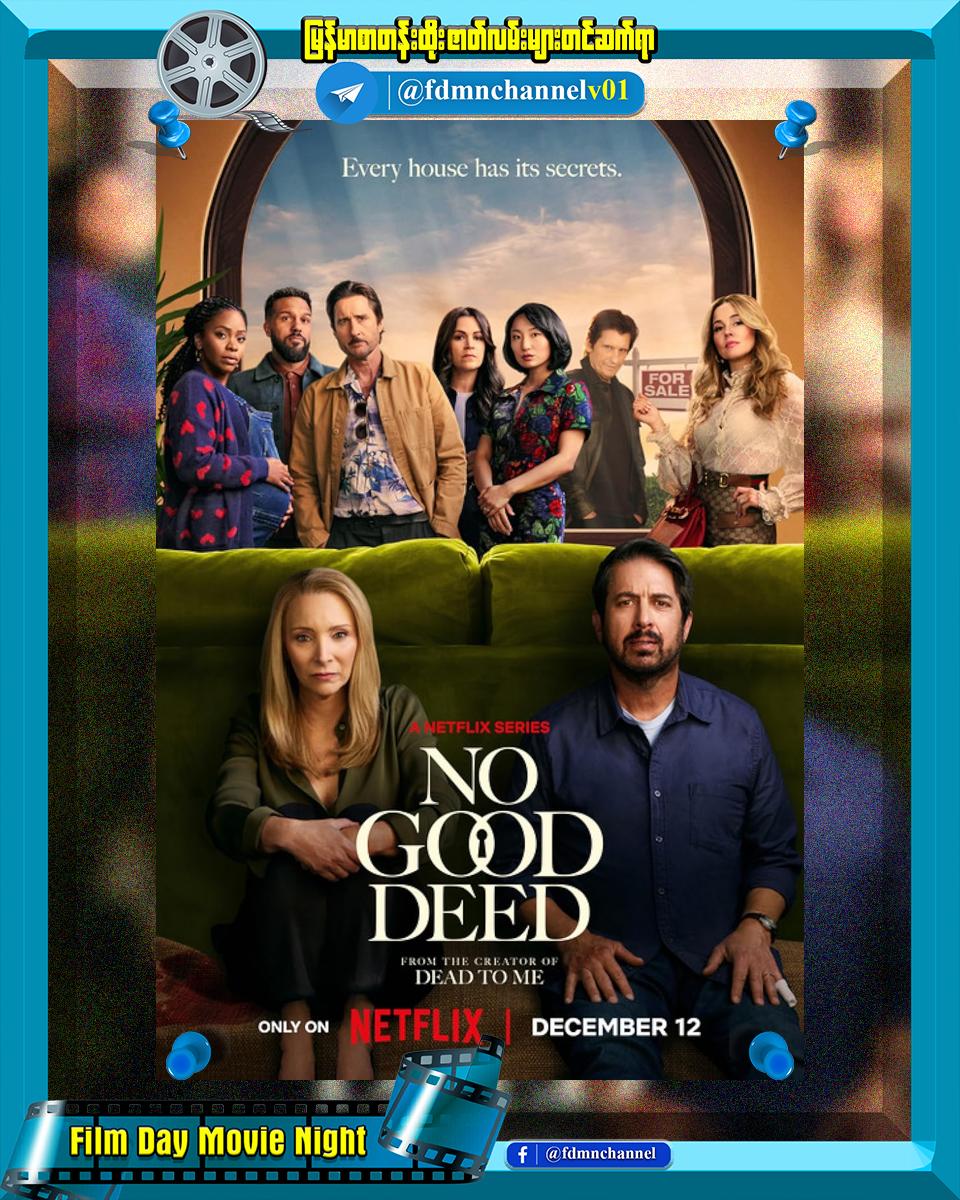 မြန်မာစာတန်းထိုးဇာတ်လမ်းများတင်ဆက်ရာ
@fdmnchannelv01
Every house has its secrets.
FOR
SALE
A NETFLIX SERIES
NO
GOOD
DEED
FROM THE CREATOR OF
DEAD TO ME
ONLY ON NETFLIX | DECEMBER 12
Film Day Movie Night
@fdmnchannel